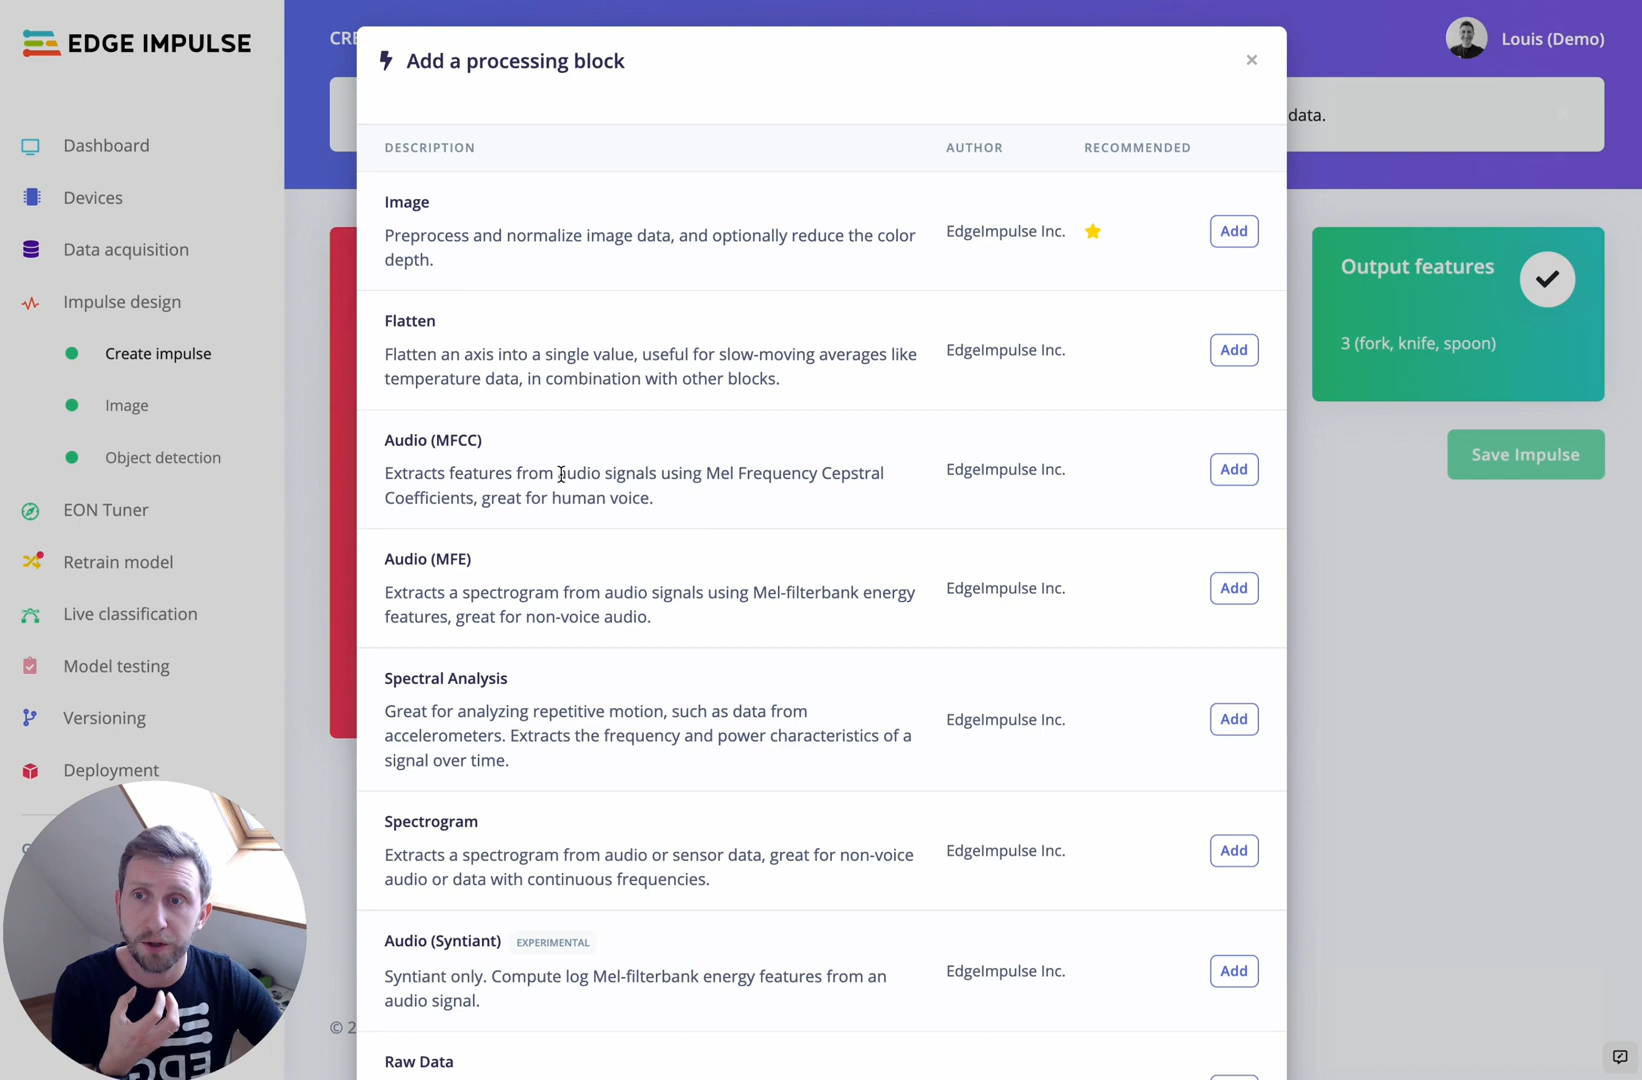 EDGE IMPULSE
CRE
Louis (Demo)
data.
Dashboard
Devices
Data acquisition
Impulse design
Create impulse
Image
Object detection
EON Tuner
Retrain model
Live classification
Model testing
Versioning
Deployment
Add a processing block
×
DESCRIPTION AUTHOR RECOMMENDED
Image
Preprocess and normalize image data, and optionally reduce the color
depth.
EdgeImpulse Inc.
Add
Flatten
Flatten an axis into a single value, useful for slow-moving averages like
temperature data, in combination with other blocks.
EdgeImpulse Inc.
Add
Audio (MFCC)
Extracts features from audio signals using Mel Frequency Cepstral
Coefficients, great for human voice.
EdgeImpulse Inc.
Add
Audio (MFE)
Extracts a spectrogram from audio signals using Mel-filterbank energy
features, great for non-voice audio.
EdgeImpulse Inc.
Add
Spectral Analysis
Great for analyzing repetitive motion, such as data from
accelerometers. Extracts the frequency and power characteristics of a
signal over time.
EdgeImpulse Inc.
Add
Spectrogram
Extracts a spectrogram from audio or sensor data, great for non-voice
audio or data with continuous frequencies.
EdgeImpulse Inc.
Add
Audio (Syntiant) EXPERIMENTAL
Syntiant only. Compute log Mel-filterbank energy features from an
audio signal.
EdgeImpulse Inc.
Add
Raw Data
Output features
3 (fork, knife, spoon)
Save Impulse
© 2